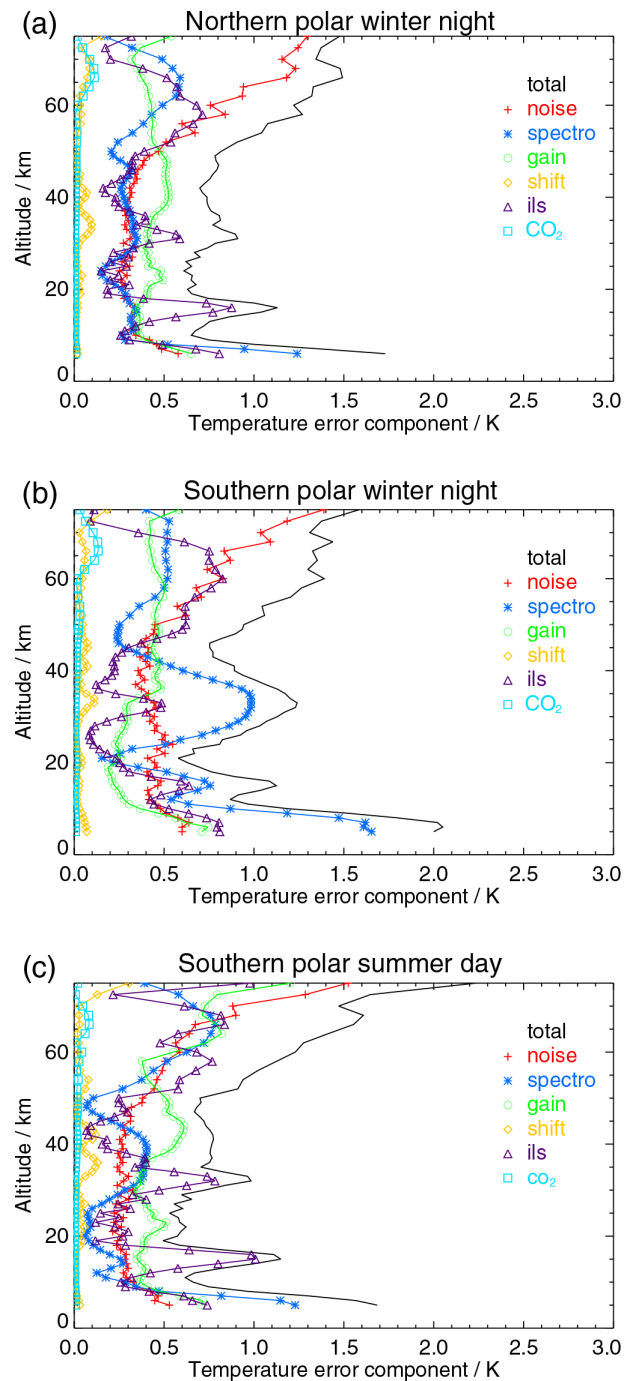 (a) Northern polar winter night
total
noise
spectro
gain
shift
ils
CO₂
Altitude / km
60
40
20
0
0.0 0.5 1.0 1.5 2.0 2.5 3.0
Temperature error component / K
(b) Southern polar winter night
total
noise
spectro
gain
shift
ils
CO₂
Altitude / km
60
40
20
0
0.0 0.5 1.0 1.5 2.0 2.5 3.0
Temperature error component / K
(c) Southern polar summer day
total
noise
spectro
gain
shift
ils
co₂
Altitude / km
60
40
20
0
0.0 0.5 1.0 1.5 2.0 2.5 3.0
Temperature error component / K